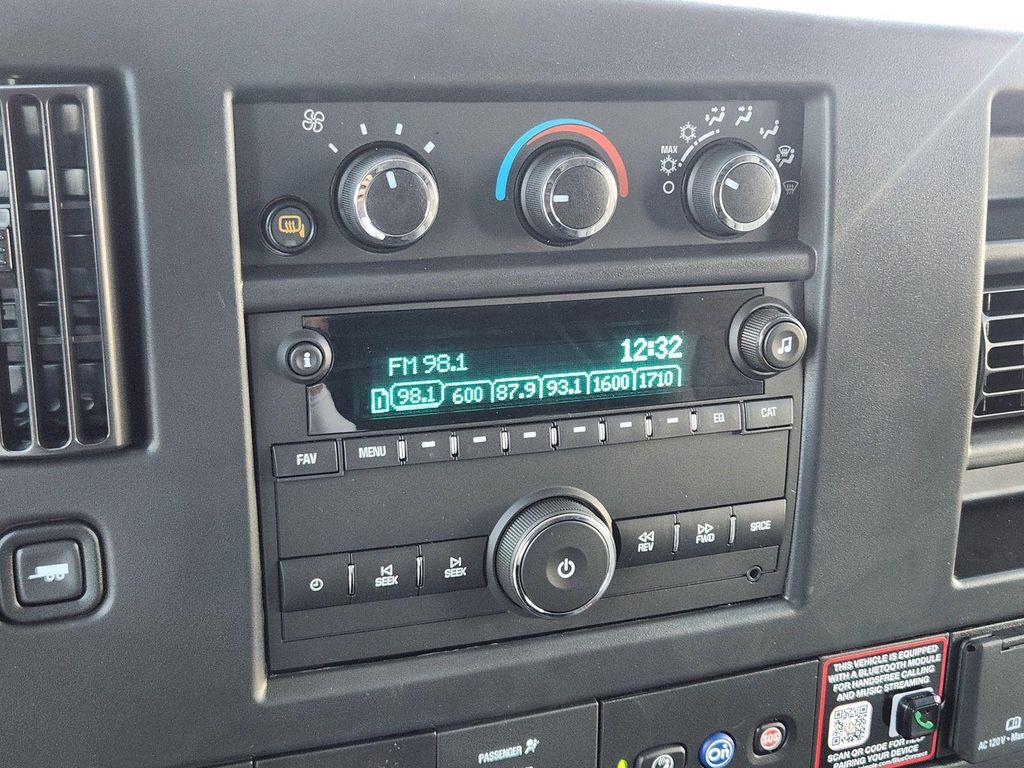 MAX
FM 98.1
12:32
98.1 600 87.9 93.1 1600 1710
FAV
MENU
EQ
CAT
SEEK
SEEK
REV
FWD
SRCE
THIS VEHICLE IS EQUIPPED
WITH A BLUETOOTH MODULE
FOR HANDSFREE CALLING
AND MUSIC STREAMING
SCAN QR CODE FOR HELP
PAIRING YOUR DEVICE
PASSENGER
On
SOS
AC 120V